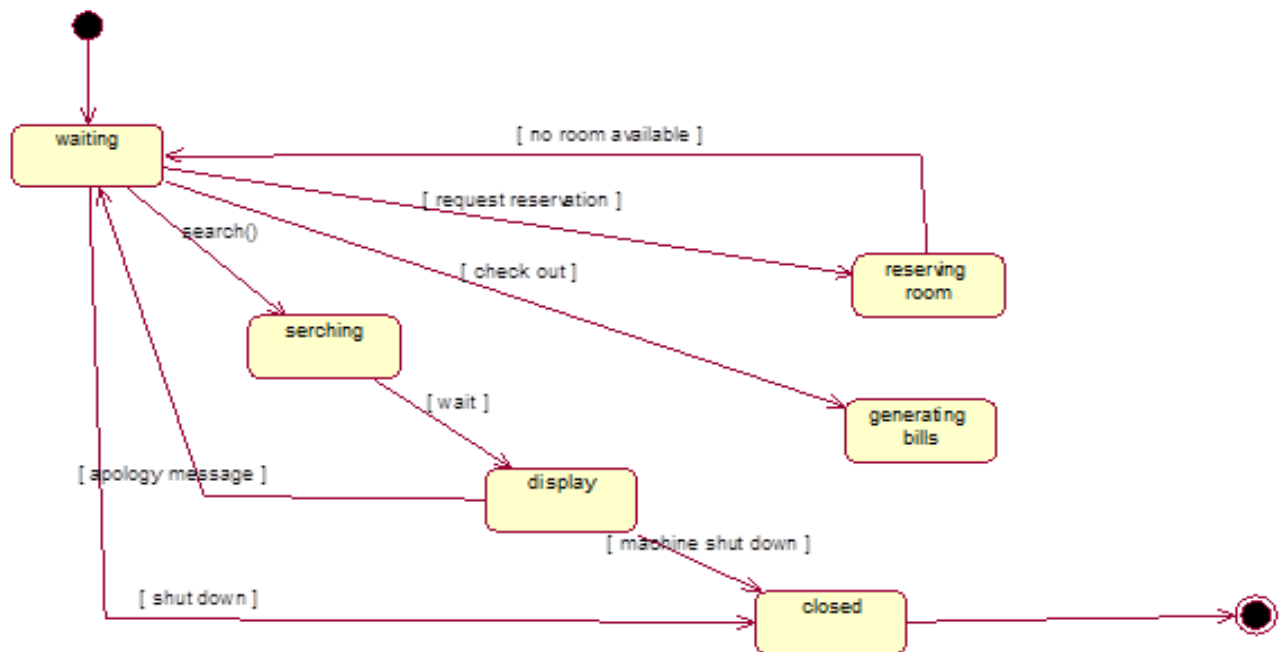 waiting
[ no room available ]
[ request reservation ]
search()
[ check out ]
reserving
room
serching
[ wait ]
generating
bills
[ apology message ]
display
[ machine shut down ]
[ shut down ]
closed